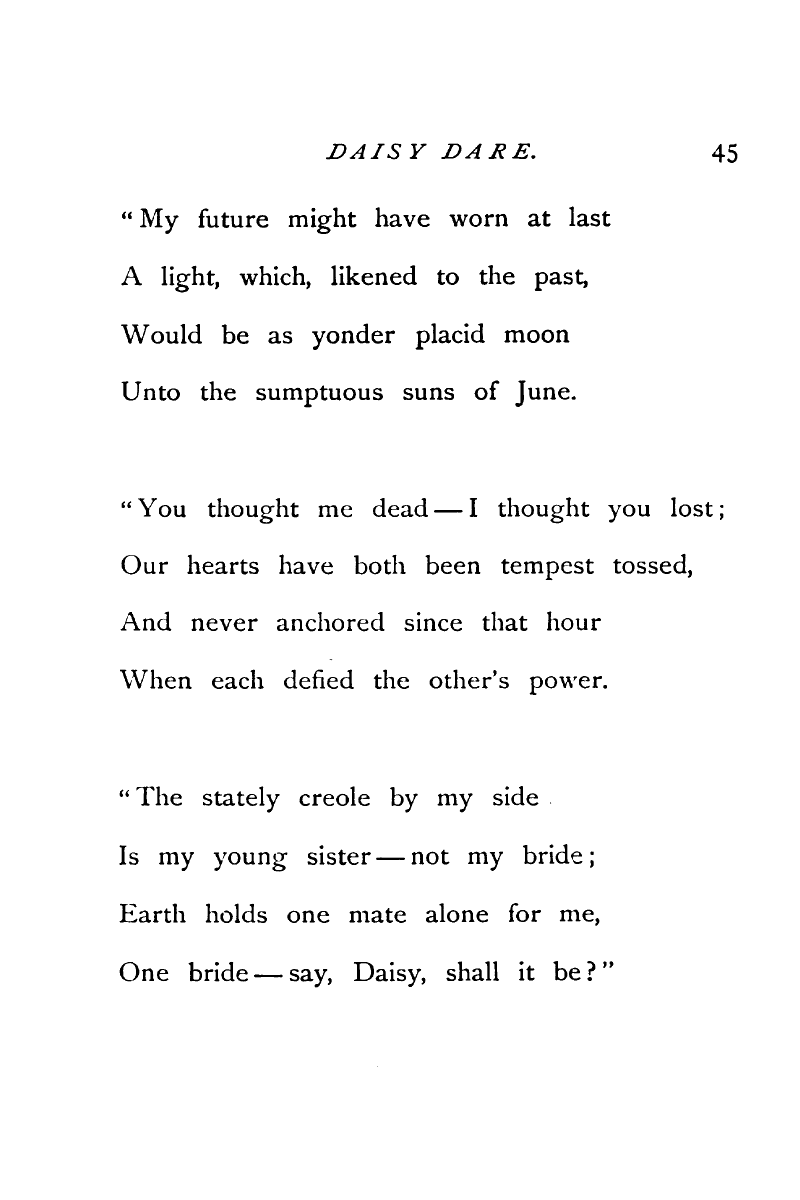 DAISY DARE. 45
“My future might have worn at last
A light, which, likened to the past,
Would be as yonder placid moon
Unto the sumptuous suns of June.
“You thought me dead—I thought you lost;
Our hearts have both been tempest tossed,
And never anchored since that hour
When each defied the other’s power.
“The stately creole by my side
Is my young sister—not my bride;
Earth holds one mate alone for me,
One bride—say, Daisy, shall it be?”